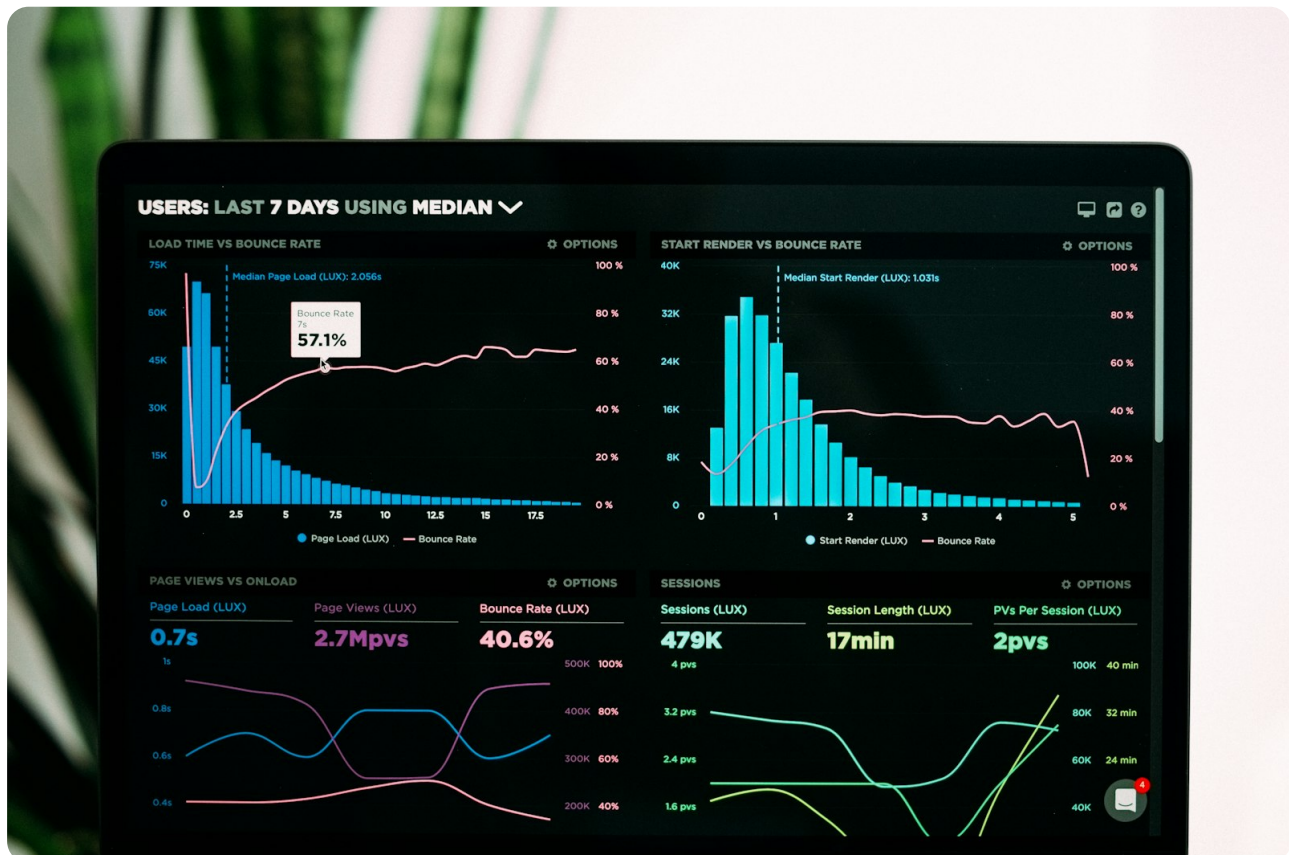 USERS: LAST 7 DAYS USING MEDIAN
LOAD TIME VS BOUNCE RATE
OPTIONS
75K
60K
45K
30K
15K
0
Median Page Load (LUX): 2.056s
Bounce Rate
7s
57.1%
100 %
80 %
60 %
40 %
20 %
0 %
0 2.5 5 7.5 10 12.5 15 17.5
Page Load (LUX) Bounce Rate
START RENDER VS BOUNCE RATE
OPTIONS
40K
32K
24K
16K
8K
0
Median Start Render (LUX): 1.031s
100 %
80 %
60 %
40 %
20 %
0 %
0 1 2 3 4 5
Start Render (LUX) Bounce Rate
PAGE VIEWS VS ONLOAD
OPTIONS
Page Load (LUX) Page Views (LUX) Bounce Rate (LUX)
0.7s 2.7Mpvs 40.6%
1s
0.8s
0.6s
0.4s
500K 100%
400K 80%
300K 60%
200K 40%
SESSIONS
OPTIONS
Sessions (LUX) Session Length (LUX) PVs Per Session (LUX)
479K 17min 2pvs
4 pvs
3.2 pvs
2.4 pvs
1.6 pvs
100K 40 min
80K 32 min
60K 24 min
40K
4